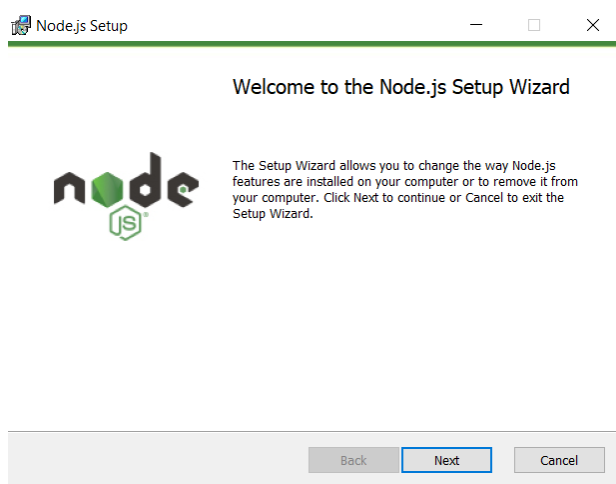 Node.js Setup
Welcome to the Node.js Setup Wizard
node
JS
The Setup Wizard allows you to change the way Node.js
features are installed on your computer or to remove it from
your computer. Click Next to continue or Cancel to exit the
Setup Wizard.
Back Next Cancel